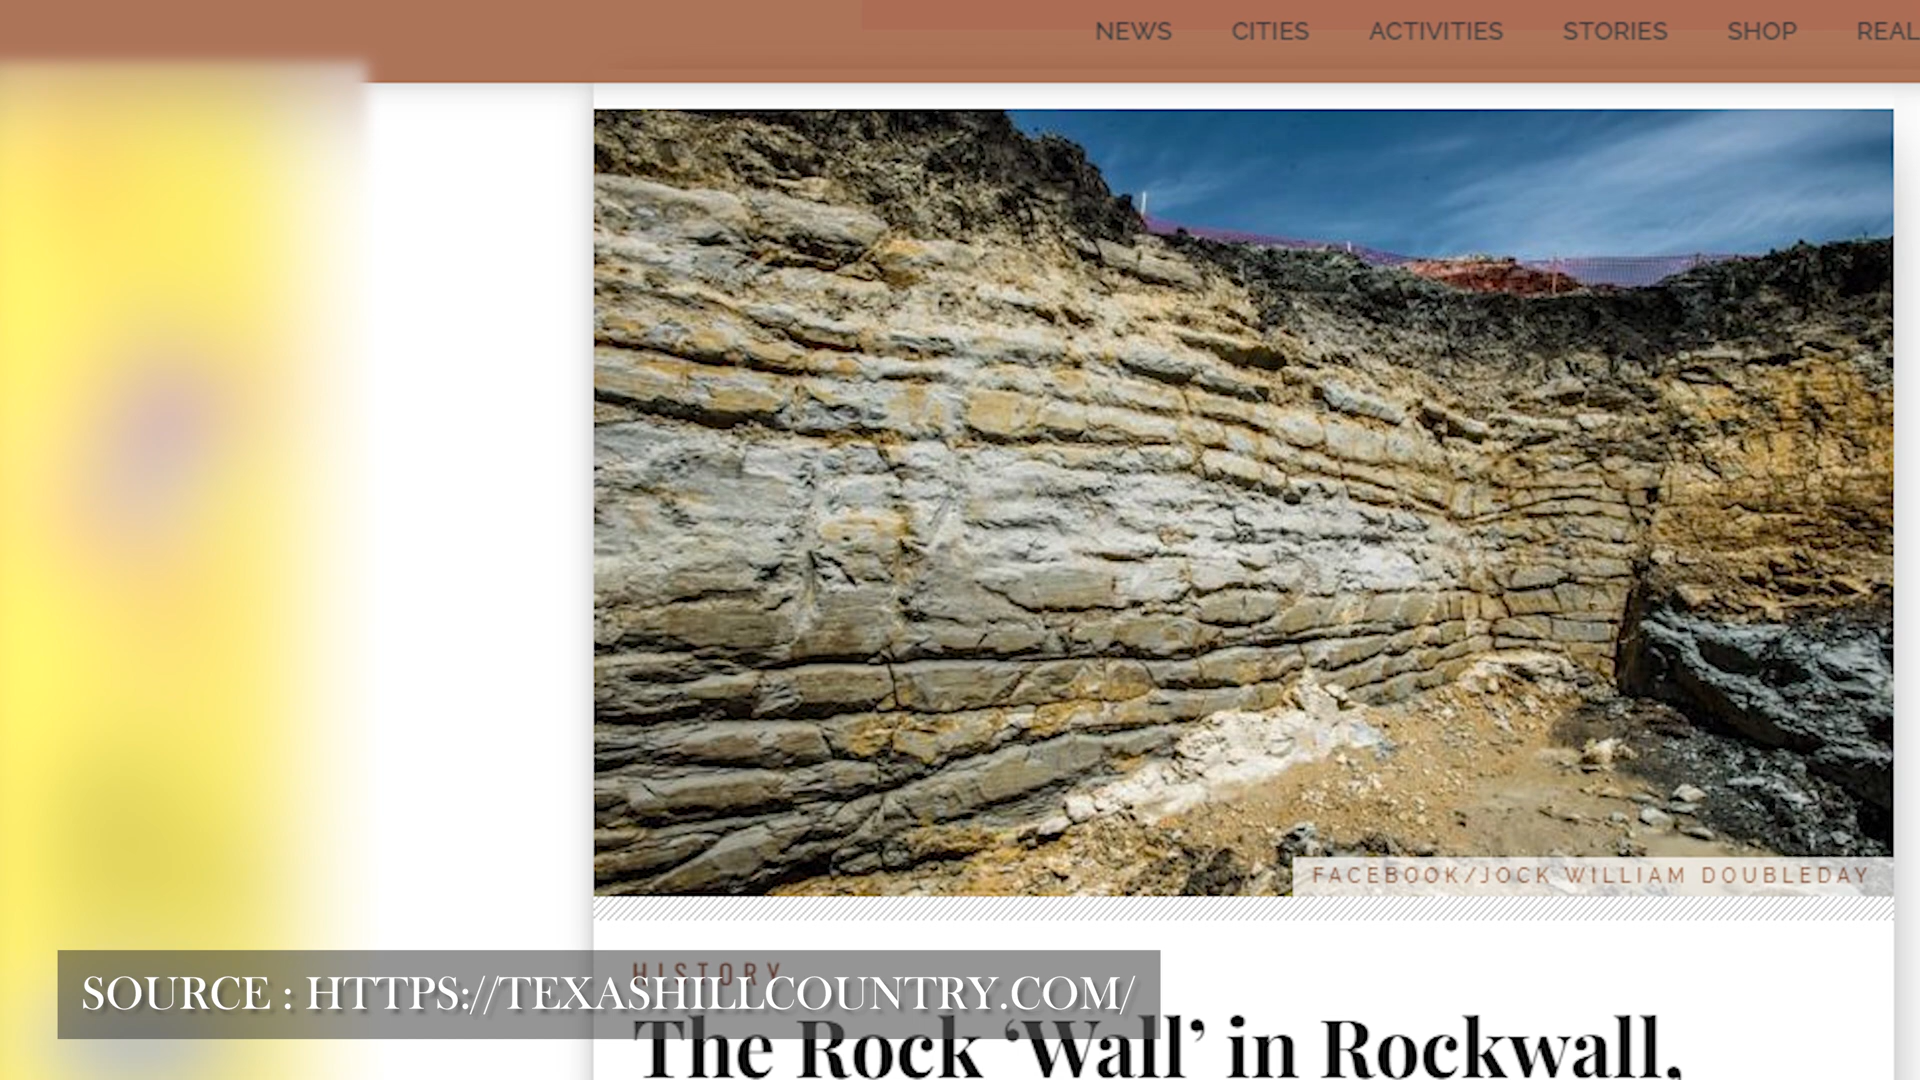 NEWS CITIES ACTIVITIES STORIES SHOP REAL
FACEBOOK/JOCK WILLIAM DOUBLEDAY
HISTORY
SOURCE : HTTPS://TEXASHILLCOUNTRY.COM/
The Rock ‘Wall’ in Rockwall,